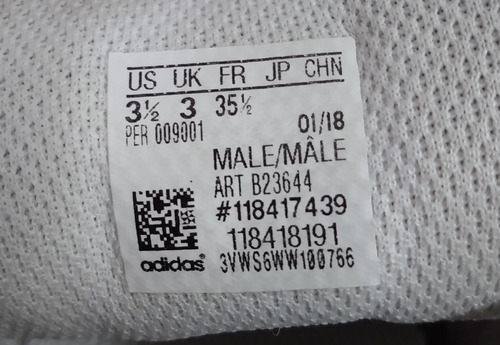 US UK FR JP CHN
3½ 3 35½
PER 009001
01/18
MALE/MÂLE
ART B23644
#118417439
118418191
adidas® 3VWS6WW100766